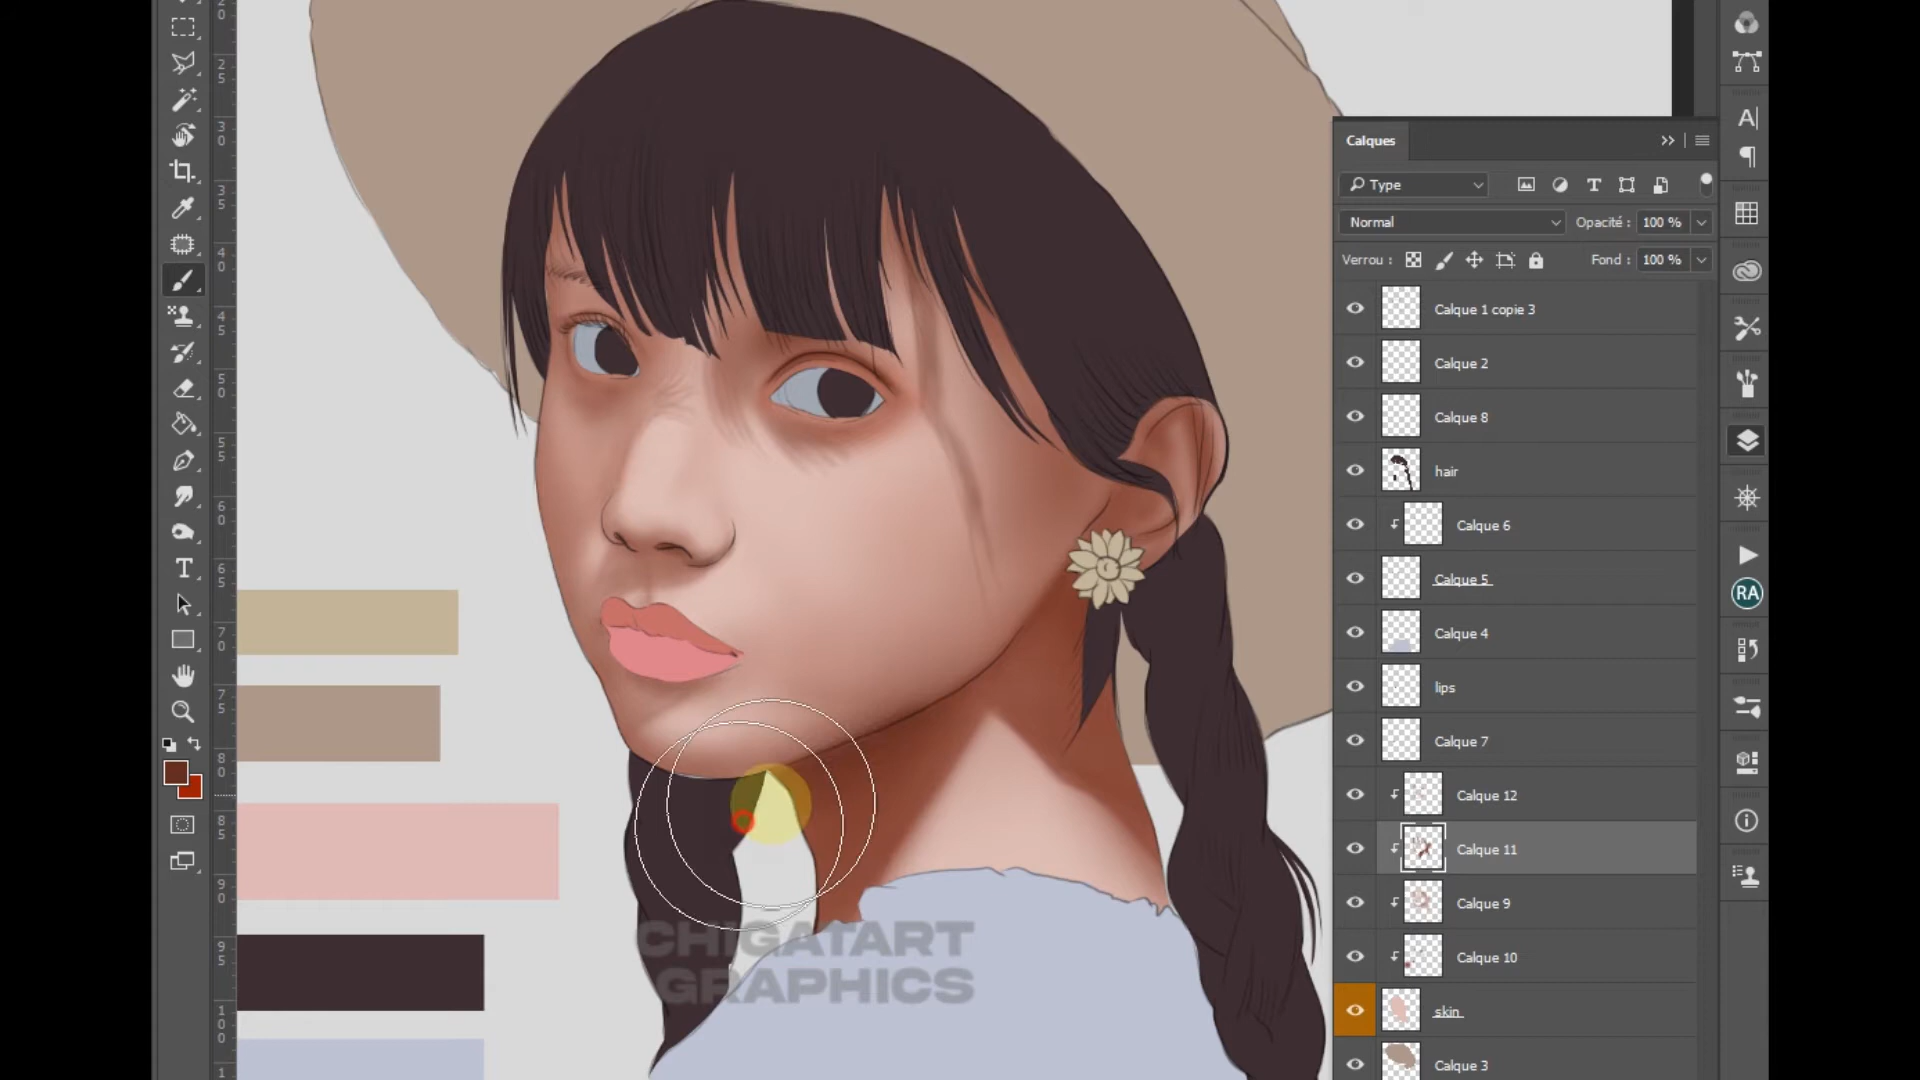 Calques
Type
Normal
Opacité : 100 %
Verrou :
Fond : 100 %
Calque 1 copie 3
Calque 2
Calque 8
hair
Calque 6
Calque 5
Calque 4
lips
Calque 7
Calque 12
Calque 11
Calque 9
Calque 10
skin
Calque 3
RA
CHIGATART
GRAPHICS